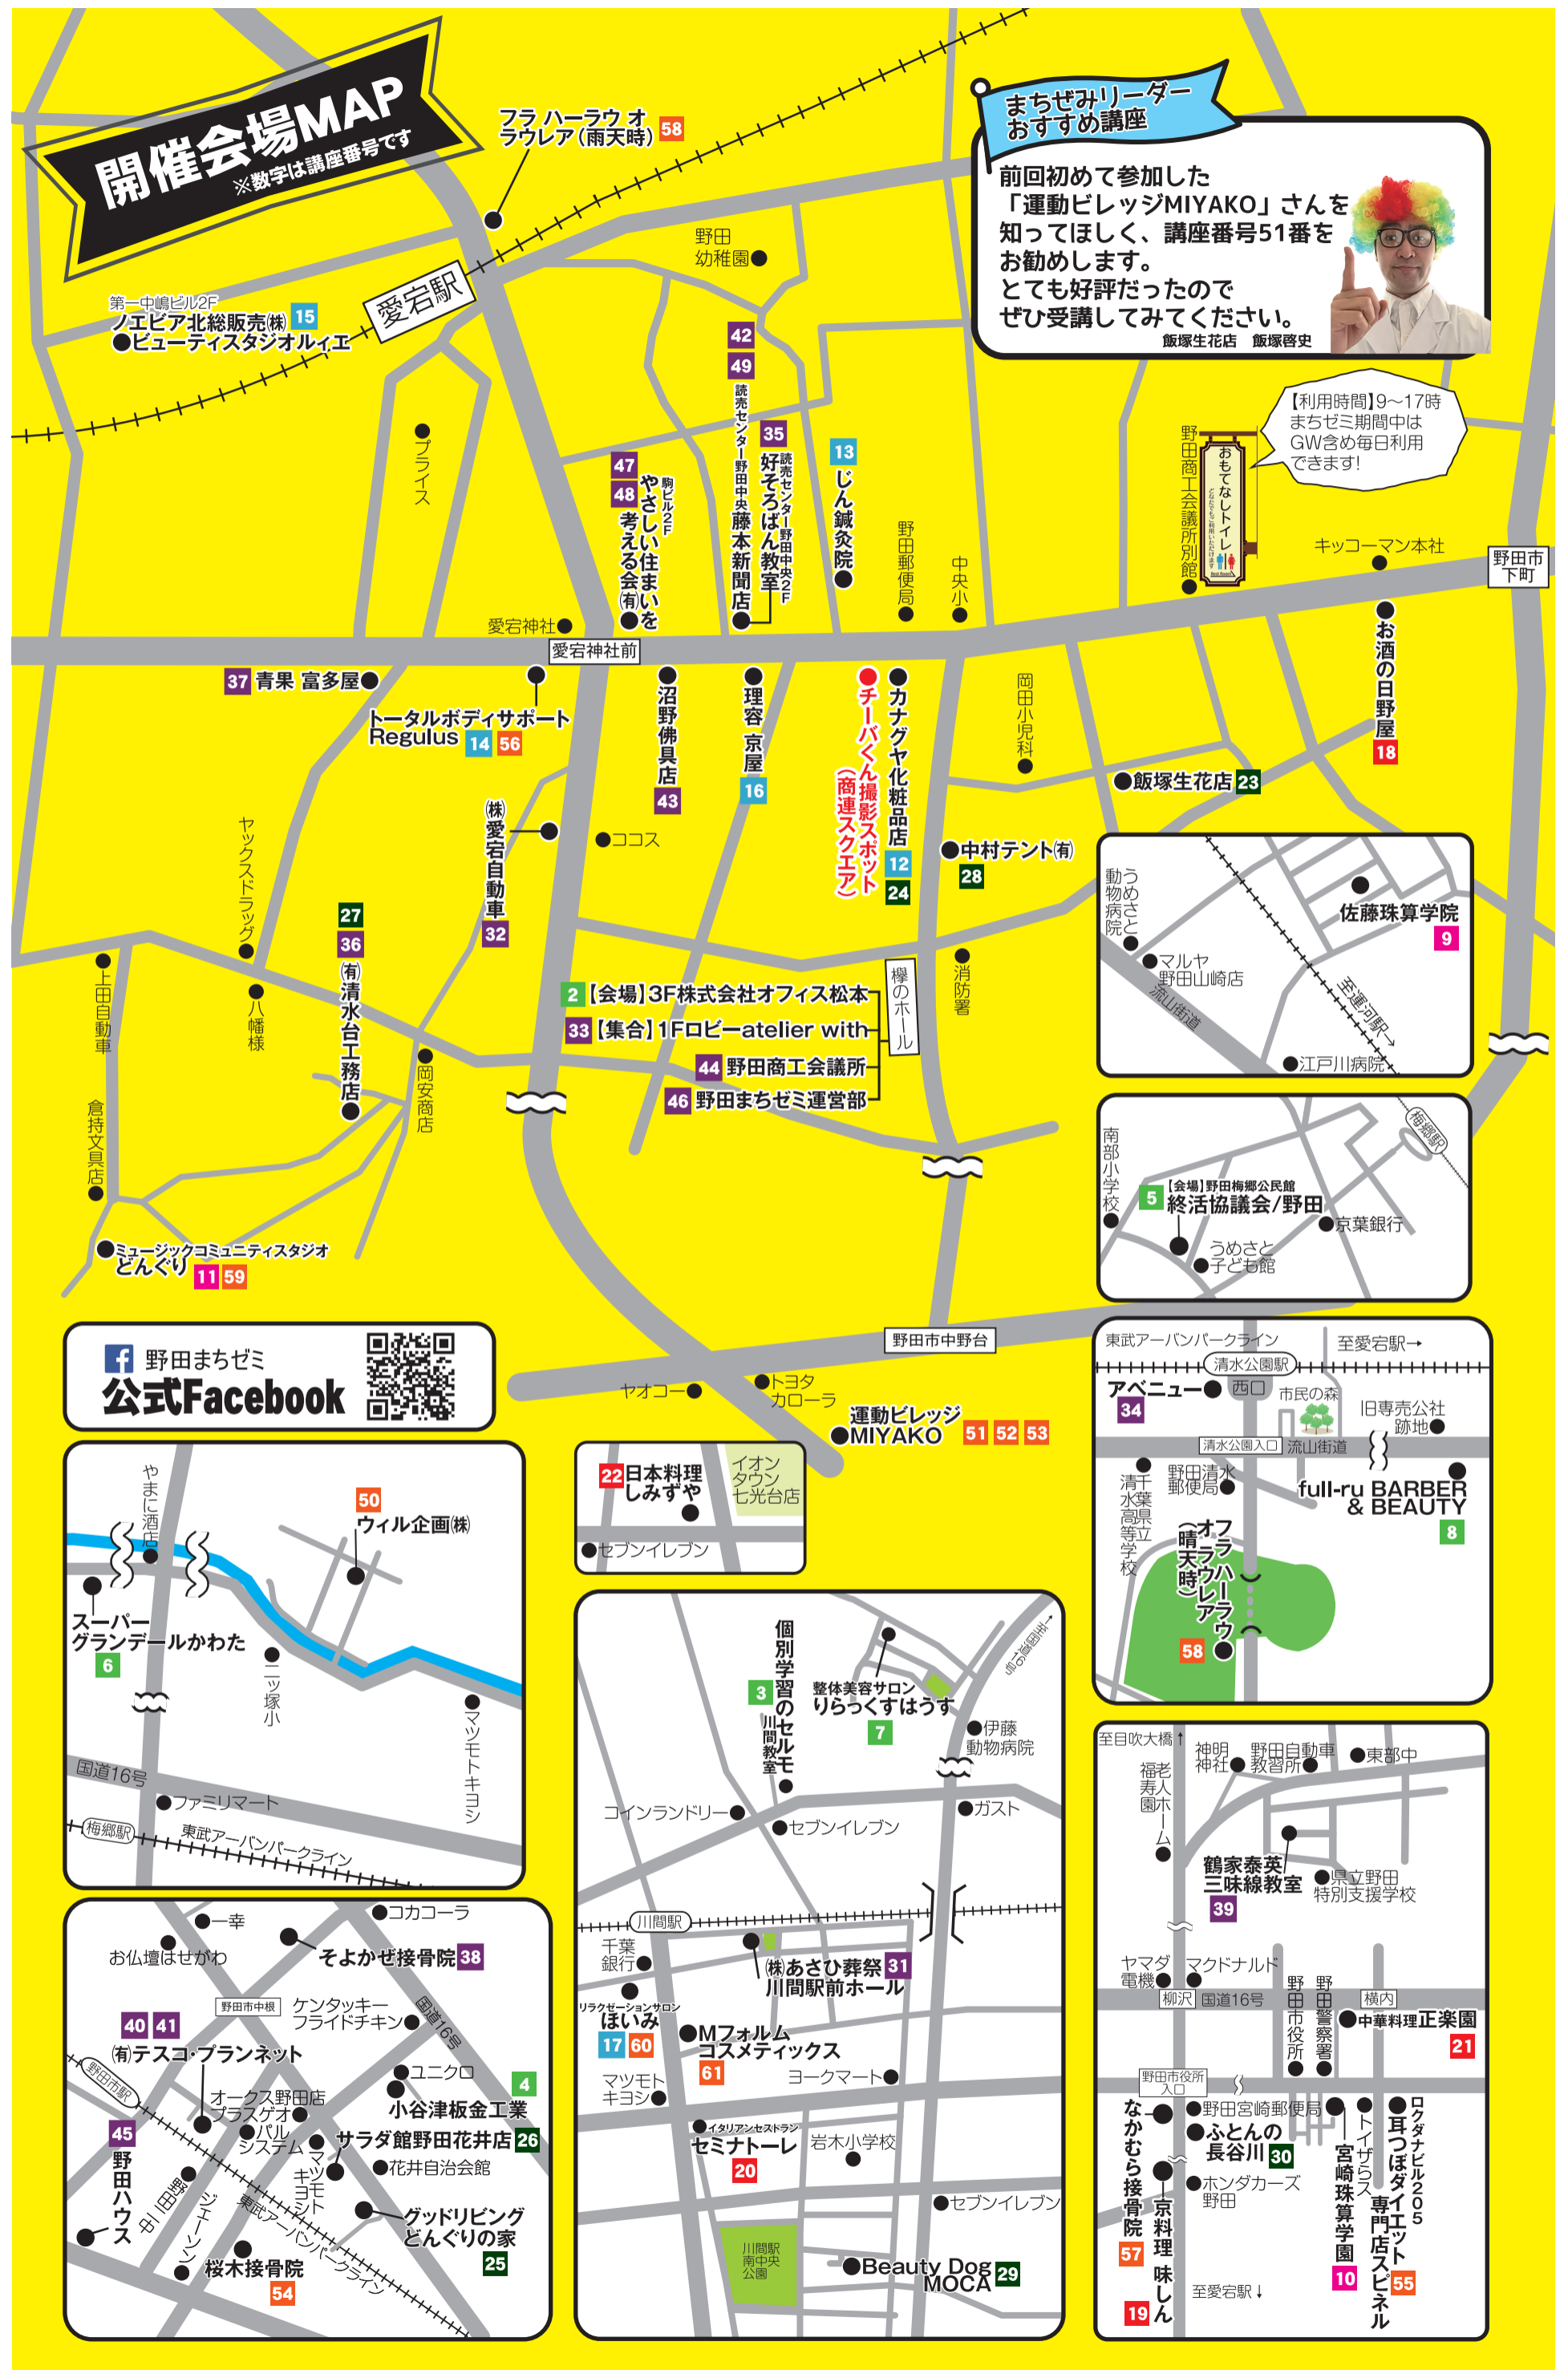 開催会場MAP
※数字は講座番号です
フラ ハーラウ オ
ラウレア（雨天時） 58
まちぜみリーダー
おすすめ講座
前回初めて参加した
「運動ビレッジMIYAKO」さんを
知ってほしく、講座番号51番を
お勧めします。
とても好評だったので
ぜひ受講してみてください。
飯塚生花店　飯塚啓史
野田
幼稚園
愛宕駅
第一中嶋ビル2F
ノエビア北総販売㈱ 15
ビューティスタジオルィエ
プライス
42
49
読売センター野田中央
藤本新聞店
35
読売センター野田中央2F
好そろばん教室
47
48
駒ビル2F
やさしい住まいを
考える会㈲
13
じん鍼灸院
野田郵便局
中央小
野田商工会議所別館
おもてなしトイレ
どなたでもご利用いただけます
【利用時間】9～17時
まちゼミ期間中は
GW含め毎日利用
できます！
キッコーマン本社
野田市
下町
愛宕神社
愛宕神社前
37 青果 富多屋
トータルボディサポート
Regulus 14 56
沼野佛具店
43
理容 京屋
16
チーバくん撮影スポット
（商連スクエア）
カナグヤ化粧品店
12
24
岡田小児科
お酒の日野屋
18
飯塚生花店 23
中村テント㈲
28
㈱愛宕自動車
32
ココス
ヤックスドラッグ
27
36
㈲清水台工務店
上田自動車
八幡様
岡安商店
倉持文具店
ミュージックコミュニティスタジオ
どんぐり 11 59
2 【会場】3F株式会社オフィス松本
33 【集合】1Fロビーatelier with
44 野田商工会議所
46 野田まちゼミ運営部
欅のホール
消防署
うめさと
動物病院
マルヤ
野田山崎店
流山街道
佐藤珠算学院
9
至運河駅→
江戸川病院
南部小学校
梅郷駅
5
【会場】野田梅郷公民館
終活協議会/野田
京葉銀行
うめさと
子ども館
野田まちゼミ
公式Facebook
野田市中野台
ヤオコー
トヨタ
カローラ
運動ビレッジ
MIYAKO 51 52 53
東武アーバンパークライン
至愛宕駅→
清水公園駅
アベニュー
34
西口
市民の森
旧専売公社
跡地
清水公園入口
流山街道
千葉県立
清水高等学校
野田清水
郵便局
full-ru BARBER
& BEAUTY
8
フラ ハーラウ
オ ラウレア
（晴天時）
58
やまに酒店
50
ウィル企画㈱
スーパー
グランデールかわた
6
二ッ塚小
マツモトキヨシ
国道16号
ファミリマート
梅郷駅
東武アーバンパークライン
22 日本料理
しみずや
イオン
タウン
七光台店
セブンイレブン
至国道16号→
個別学習のセルモ
川間教室
3
整体美容サロン
りらっくすはうす
7
伊藤
動物病院
コインランドリー
セブンイレブン
ガスト
川間駅
千葉
銀行
㈱あさひ葬祭 31
川間駅前ホール
リラクゼーションサロン
ほいみ
17 60
Mフォルム
コスメティックス
61
マツモト
キヨシ
ヨークマート
イタリアンセストラン
セミナトーレ
20
岩木小学校
セブンイレブン
川間駅
南中央
公園
Beauty Dog
MOCA 29
至目吹大橋↑
老人ホーム
福寿園
神明
神社
野田自動車
教習所
東部中
鶴家泰英
三味線教室
39
県立野田
特別支援学校
ヤマダ
電機
マクドナルド
柳沢
国道16号
横内
野田市役所
野田警察署
中華料理 正楽園
21
野田市役所
入口
なかむら接骨院
57
野田宮崎郵便局
ふとんの
長谷川 30
ホンダカーズ
野田
京料理 味しん
19
至愛宕駅↓
宮崎珠算学園
10
トイザらス
ロクダナビル205
耳つぼダイエット
専門店スピネル
55
一幸
コカコーラ
お仏壇はせがわ
そよかぜ接骨院 38
野田市中根
ケンタッキー
フライドチキン
国道16号
40 41
㈲テスコ・プランネット
野田市駅
ユニクロ
4
小谷津板金工業
オークス野田店
プラスゲオ
パル
システム
マツモト
キヨシ
サラダ館野田花井店 26
花井自治会館
45
野田ハウス
野田二中
ジェーソン
東武アーバンパークライン
グッドリビング
どんぐりの家
25
桜木接骨院
54